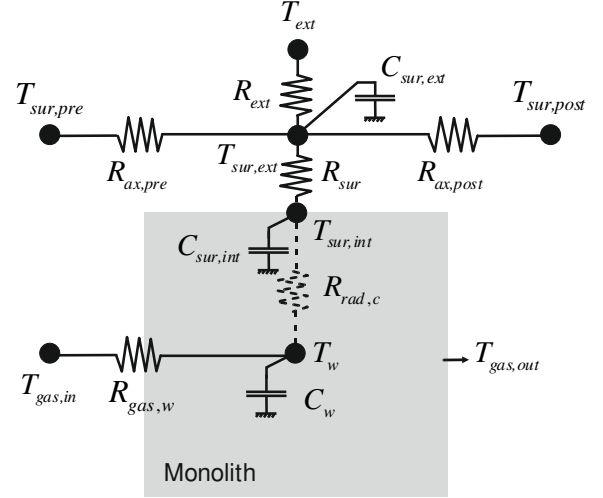 T_ext
C_sur,ext
R_ext
T_sur,pre
T_sur,post
R_ax,pre
T_sur,ext
R_sur
R_ax,post
T_sur,int
C_sur,int
R_rad,c
T_w
T_gas,out
T_gas,in
R_gas,w
C_w
Monolith